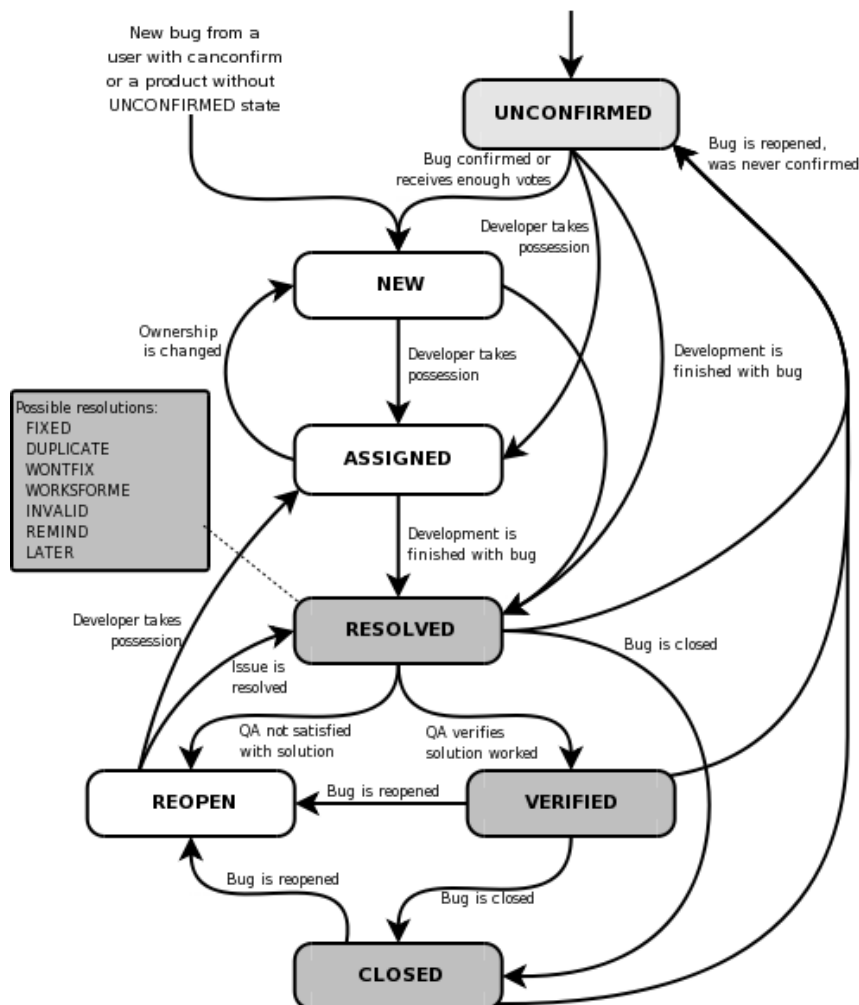 New bug from a
user with canconfirm
or a product without
UNCONFIRMED state
UNCONFIRMED
Bug is reopened,
was never confirmed
Bug confirmed or
receives enough votes
Developer takes
possession
NEW
Ownership
is changed
Developer takes
possession
Development is
finished with bug
Possible resolutions:
FIXED
DUPLICATE
WONTFIX
WORKSFORME
INVALID
REMIND
LATER
ASSIGNED
Development is
finished with bug
RESOLVED
Developer takes
possession
Issue is
resolved
Bug is closed
QA not satisfied
with solution
QA verifies
solution worked
REOPEN
Bug is reopened
VERIFIED
Bug is reopened
Bug is closed
CLOSED